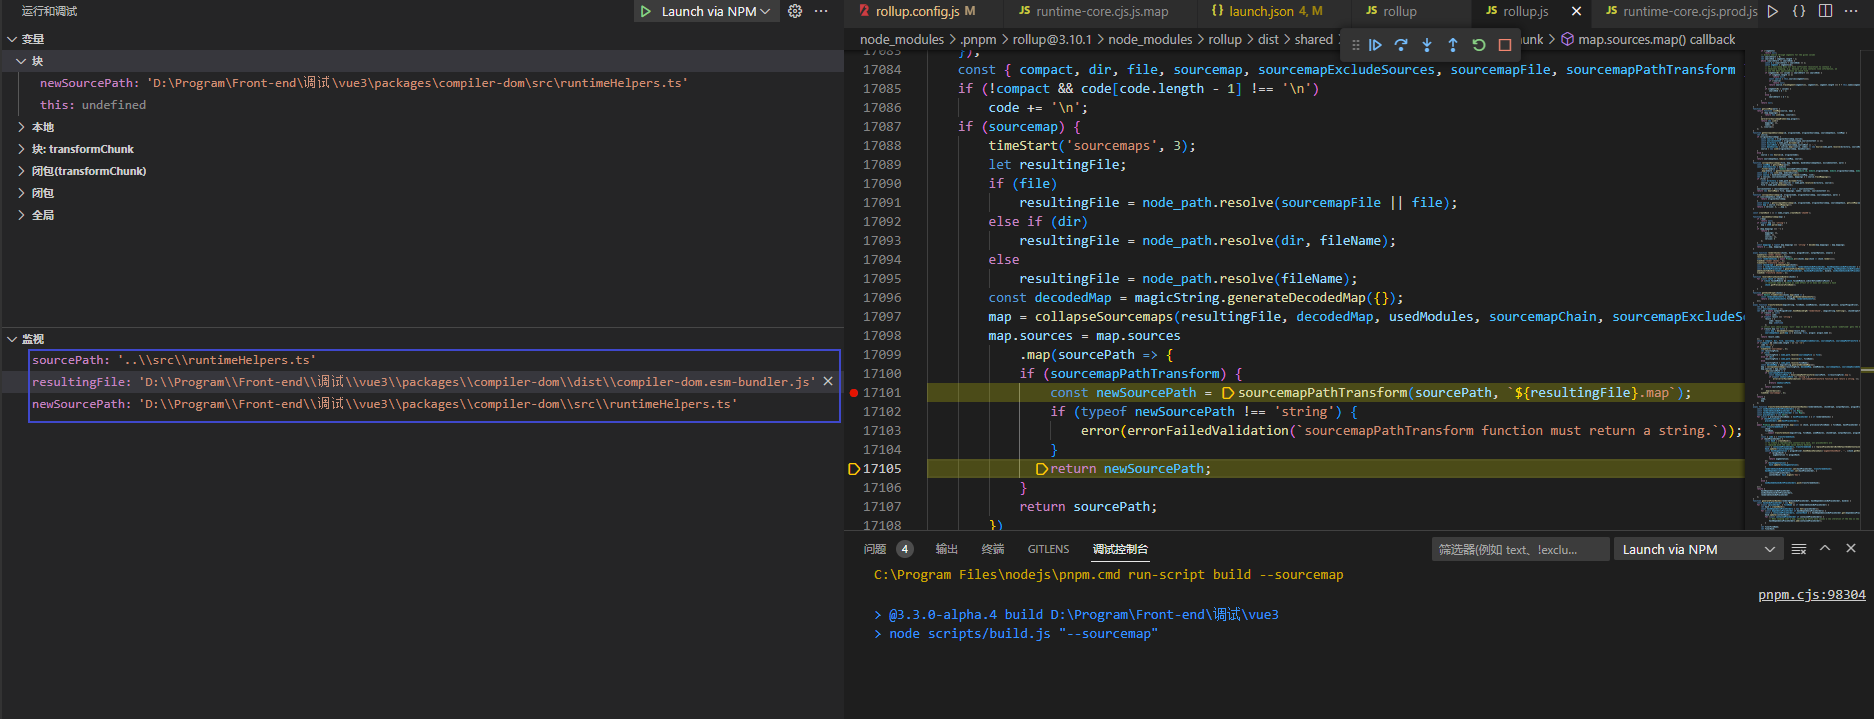 运行和调试
Launch via NPM
变量
块
newSourcePath: 'D:\Program\Front-end\调试\vue3\packages\compiler-dom\src\runtimeHelpers.ts'
this: undefined
本地
块: transformChunk
闭包(transformChunk)
闭包
全局
监视
sourcePath: '..\\src\\runtimeHelpers.ts'
resultingFile: 'D:\\Program\\Front-end\\调试\\vue3\\packages\\compiler-dom\\dist\\compiler-dom.esm-bundler.js'
newSourcePath: 'D:\\Program\\Front-end\\调试\\vue3\\packages\\compiler-dom\\src\\runtimeHelpers.ts'
rollup.config.js M
JS runtime-core.cjs.js.map
{} launch.json 4, M
JS rollup
JS rollup.js
JS runtime-core.cjs.prod.js
node_modules > .pnpm > rollup@3.10.1 > node_modules > rollup > dist > shared > unk > map.sources.map() callback
17083 });
17084 const { compact, dir, file, sourcemap, sourcemapExcludeSources, sourcemapFile, sourcemapPathTransform
17085 if (!compact && code[code.length - 1] !== '\n')
17086 code += '\n';
17087 if (sourcemap) {
17088 timeStart('sourcemaps', 3);
17089 let resultingFile;
17090 if (file)
17091 resultingFile = node_path.resolve(sourcemapFile || file);
17092 else if (dir)
17093 resultingFile = node_path.resolve(dir, fileName);
17094 else
17095 resultingFile = node_path.resolve(fileName);
17096 const decodedMap = magicString.generateDecodedMap({});
17097 map = collapseSourcemaps(resultingFile, decodedMap, usedModules, sourcemapChain, sourcemapExcludeSo
17098 map.sources = map.sources
17099 .map(sourcePath => {
17100 if (sourcemapPathTransform) {
17101 const newSourcePath = sourcemapPathTransform(sourcePath, `${resultingFile}.map`);
17102 if (typeof newSourcePath !== 'string') {
17103 error(errorFailedValidation(`sourcemapPathTransform function must return a string.`));
17104 }
17105 return newSourcePath;
17106 }
17107 return sourcePath;
17108 })
问题 4
输出
终端
GITLENS
调试控制台
筛选器(例如 text、!exclu...
Launch via NPM
C:\Program Files\nodejs\pnpm.cmd run-script build --sourcemap
pnpm.cjs:98304
> @3.3.0-alpha.4 build D:\Program\Front-end\调试\vue3
> node scripts/build.js "--sourcemap"